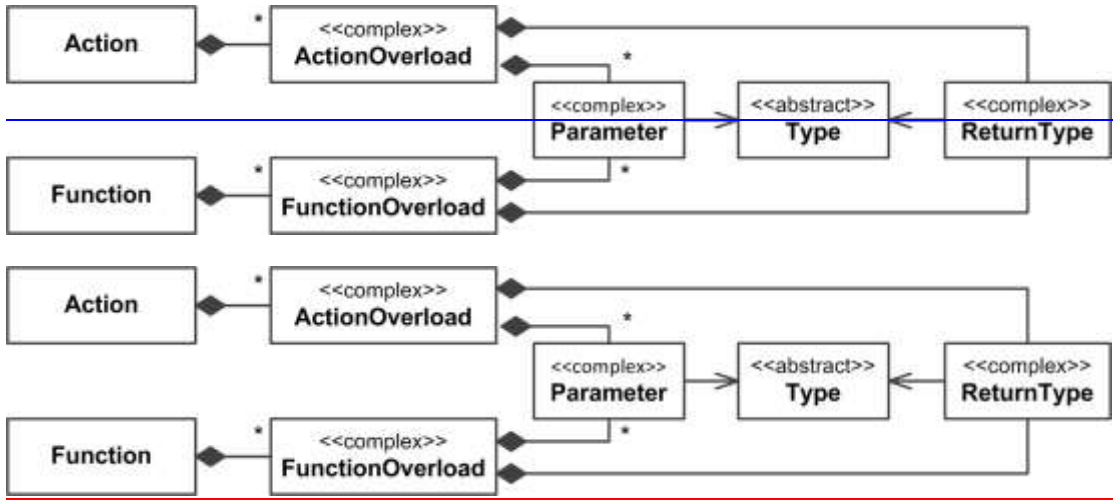 Action
*
<<complex>>
ActionOverload
*
<<complex>>
Parameter
<<abstract>>
Type
<<complex>>
ReturnType
Function
*
<<complex>>
FunctionOverload
*
Action
*
<<complex>>
ActionOverload
*
<<complex>>
Parameter
<<abstract>>
Type
<<complex>>
ReturnType
Function
*
<<complex>>
FunctionOverload
*